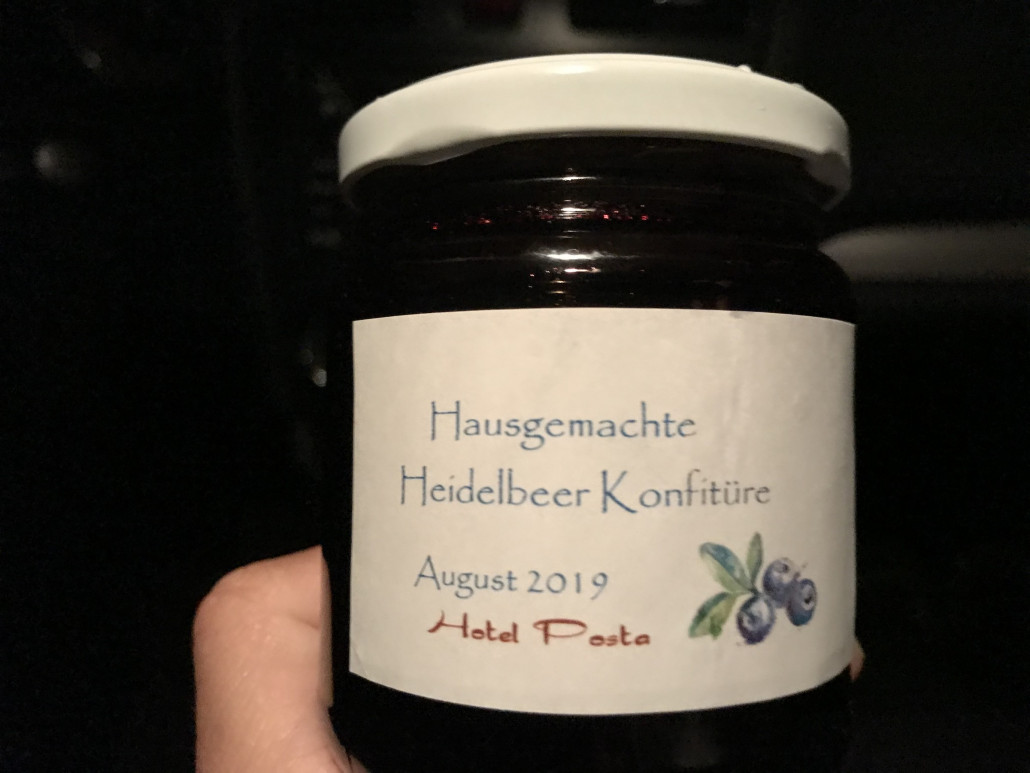 Hausgemachte
Heidelbeer Konfitüre
August 2019
Hotel Posta